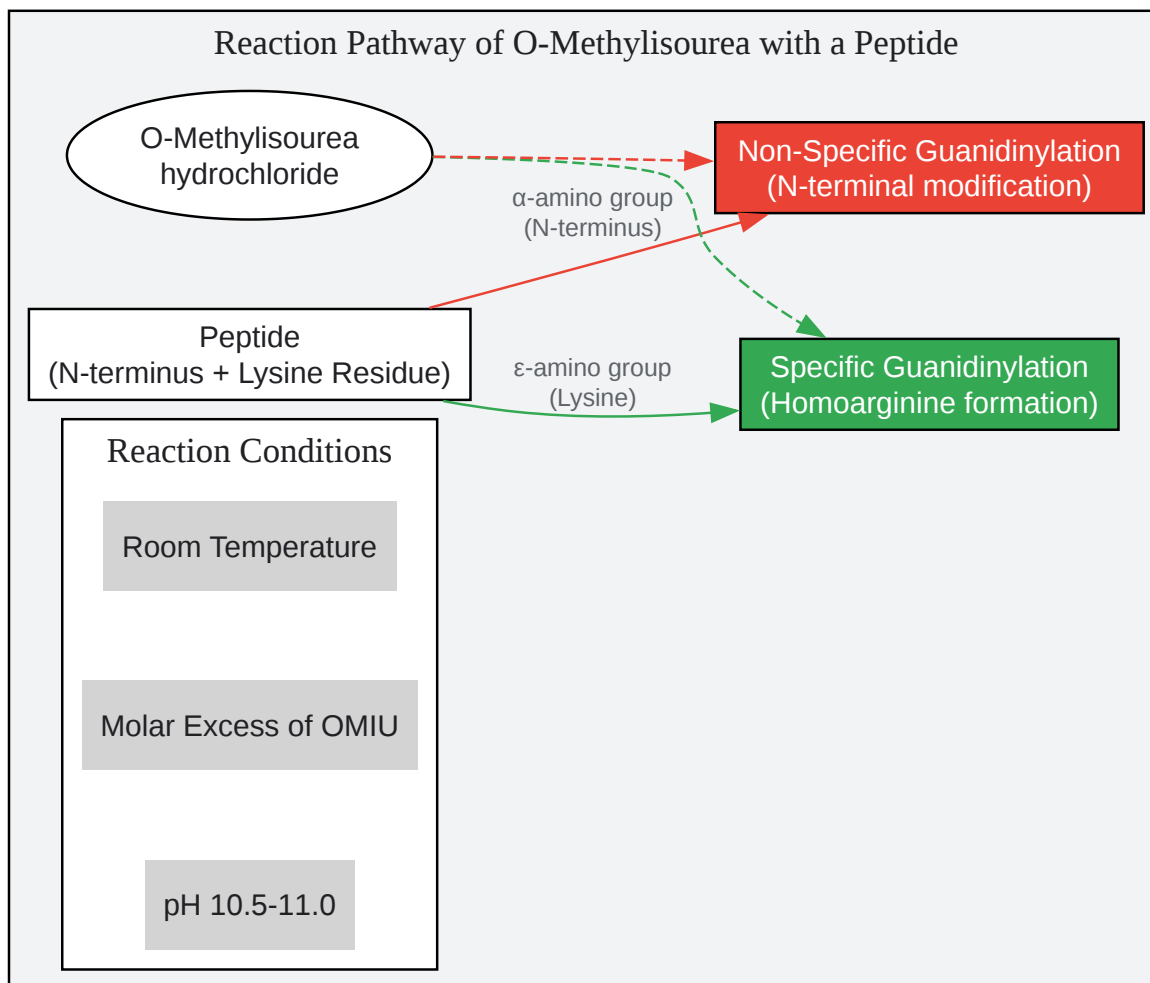 Reaction Pathway of O-Methylisourea with a Peptide
O-Methylisourea
hydrochloride
Non-Specific Guanidinylation
(N-terminal modification)
α-amino group
(N-terminus)
Peptide
(N-terminus + Lysine Residue)
ε-amino group
(Lysine)
Specific Guanidinylation
(Homoarginine formation)
Reaction Conditions
Room Temperature
Molar Excess of OMIU
pH 10.5-11.0